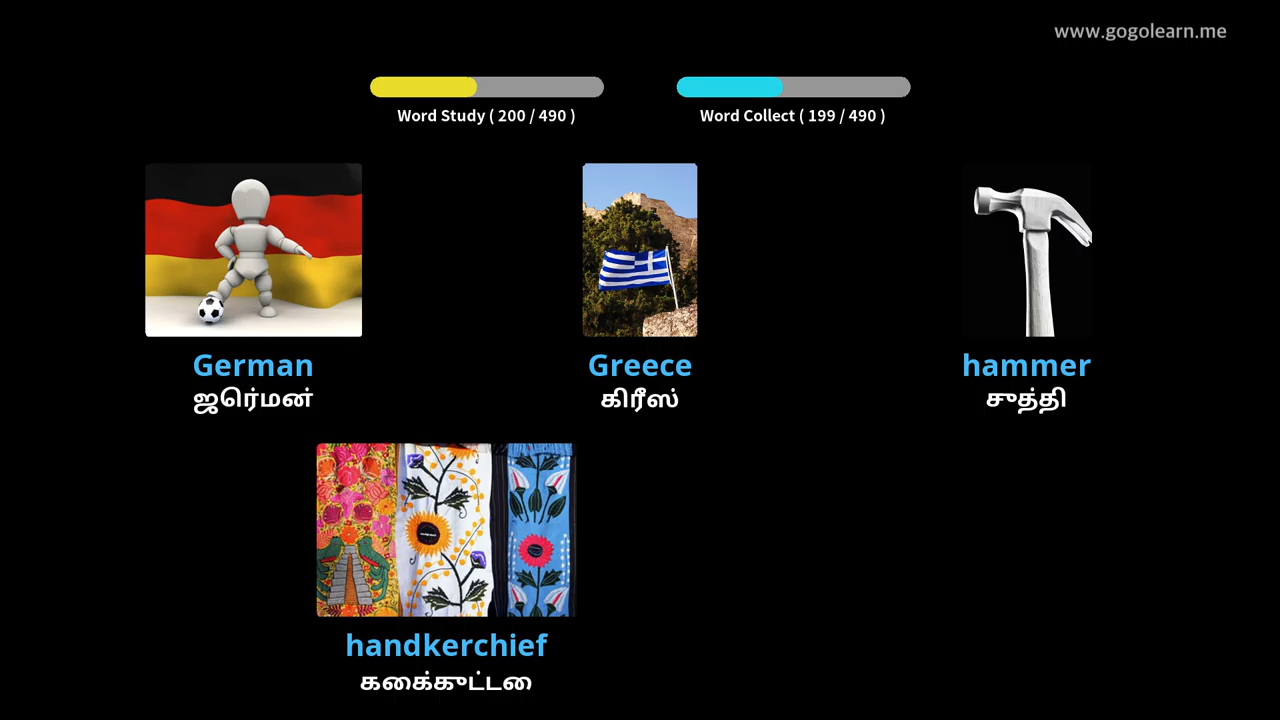 www.gogolearn.me
Word Study ( 200 / 490 )
Word Collect ( 199 / 490 )
German
ஜெர்மன்
Greece
கிரீஸ்
hammer
சுத்தி
handkerchief
கைக்குட்டை